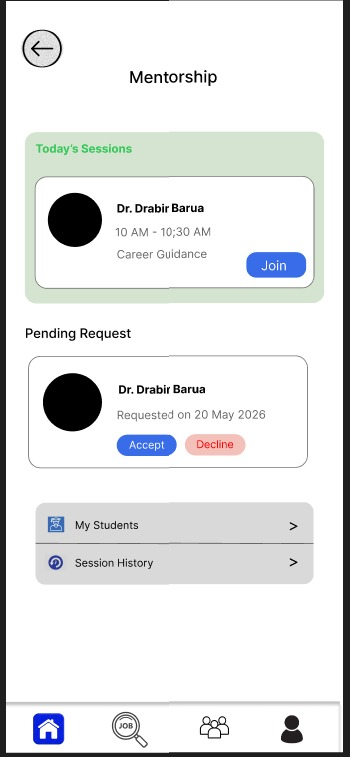 Mentorship
Today's Sessions
Dr. Drabir Barua
10 AM - 10;30 AM
Career Guidance
Join
Pending Request
Dr. Drabir Barua
Requested on 20 May 2026
Accept Decline
My Students >
Session History >
JOB